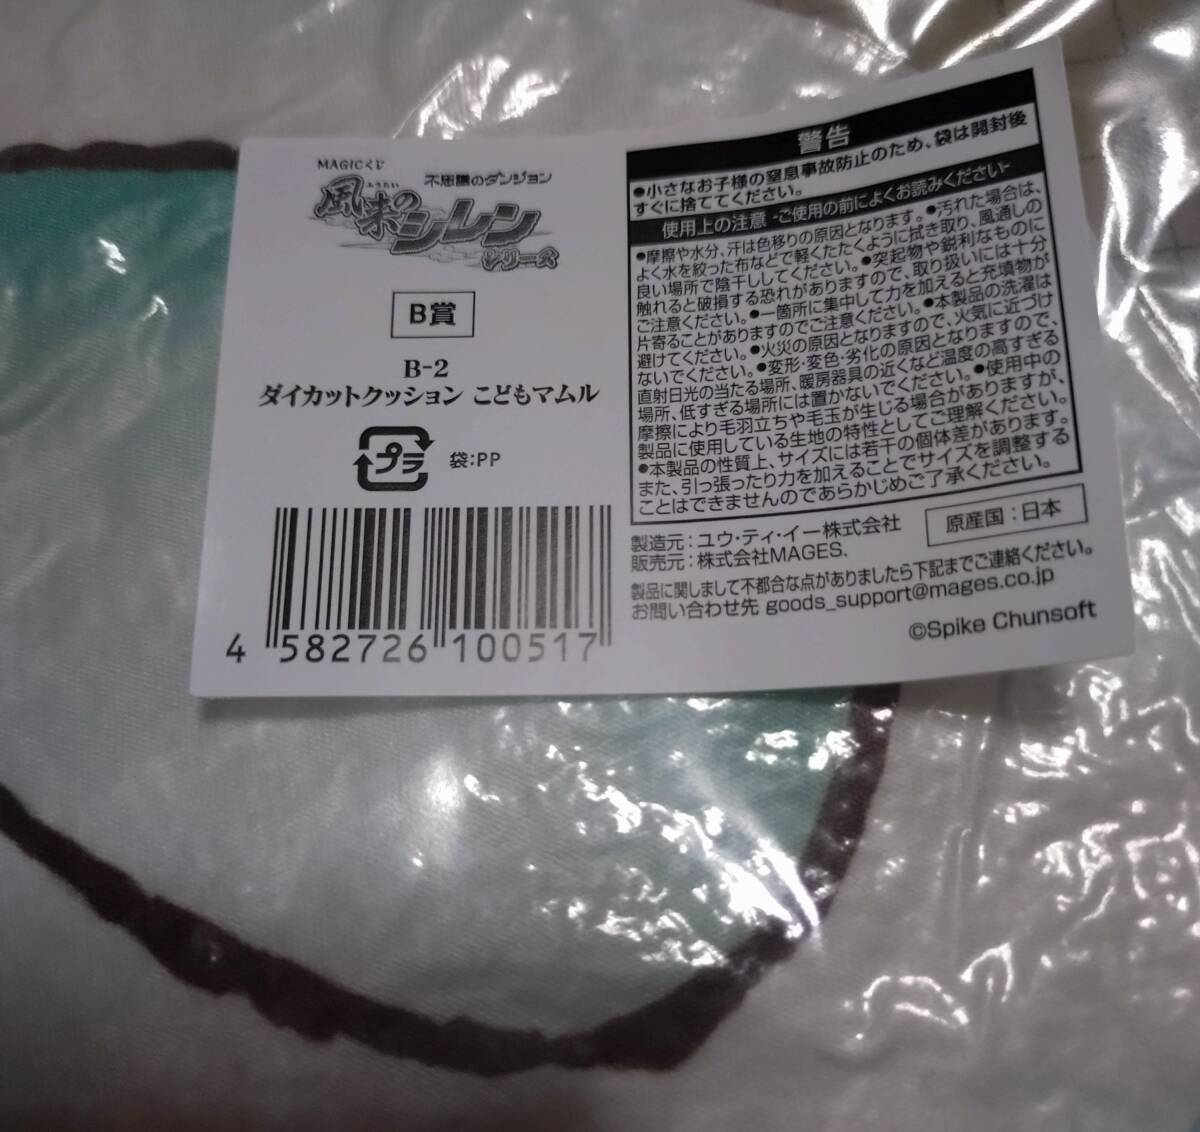 MAGICくじ
不思議のダンジョン
ふうらい
風来の
シレン
シリーズ
B賞
B-2
ダイカットクッション こどもマムル
プラ
袋:PP
4 582726 100517
警告
●小さなお子様の窒息事故防止のため、袋は開封後
すぐに捨ててください。
使用上の注意 -ご使用の前によくお読みください-
●摩擦や水分、汗は色移りの原因となります。●汚れた場合は、
よく水を絞った布などで軽くたたくように拭き取り、風通しの
良い場所で陰干ししてください。●突起物や鋭利なものに
触れると破損する恐れがありますので、取り扱いには十分
ご注意ください。●一箇所に集中して力を加えると充填物が
片寄ることがありますのでご注意ください。●本製品の洗濯は
避けてください。●火災の原因となりますので、火気に近づけ
ないでください。●変形・変色・劣化の原因となりますので、
直射日光の当たる場所、暖房器具の近くなど温度の高すぎる
場所、低すぎる場所には置かないでください。●使用中の
摩擦により毛羽立ちや毛玉が生じる場合がありますが、
製品に使用している生地の特性としてご理解ください。
●本製品の性質上、サイズには若干の個体差があります。
また、引っ張ったり力を加えることでサイズを調整する
ことはできませんのであらかじめご了承ください。
製造元:ユウ・ティ・イー株式会社
販売元:株式会社MAGES.
原産国:日本
製品に関しまして不都合な点がありましたら下記までご連絡ください。
お問い合わせ先 goods_support@mages.co.jp
©Spike Chunsoft